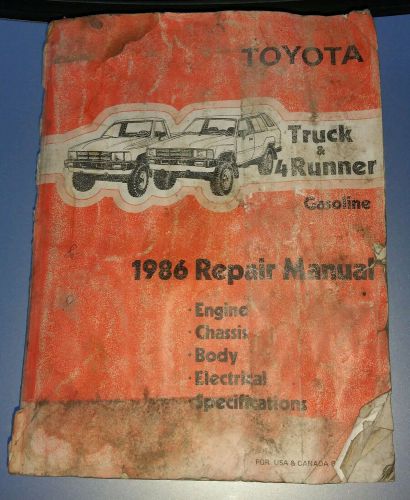 TOYOTA
Truck
&
4Runner
Gasoline
1986 Repair Manual
· Engine
· Chassis
· Body
· Electrical
Specifications
FOR USA & CANADA